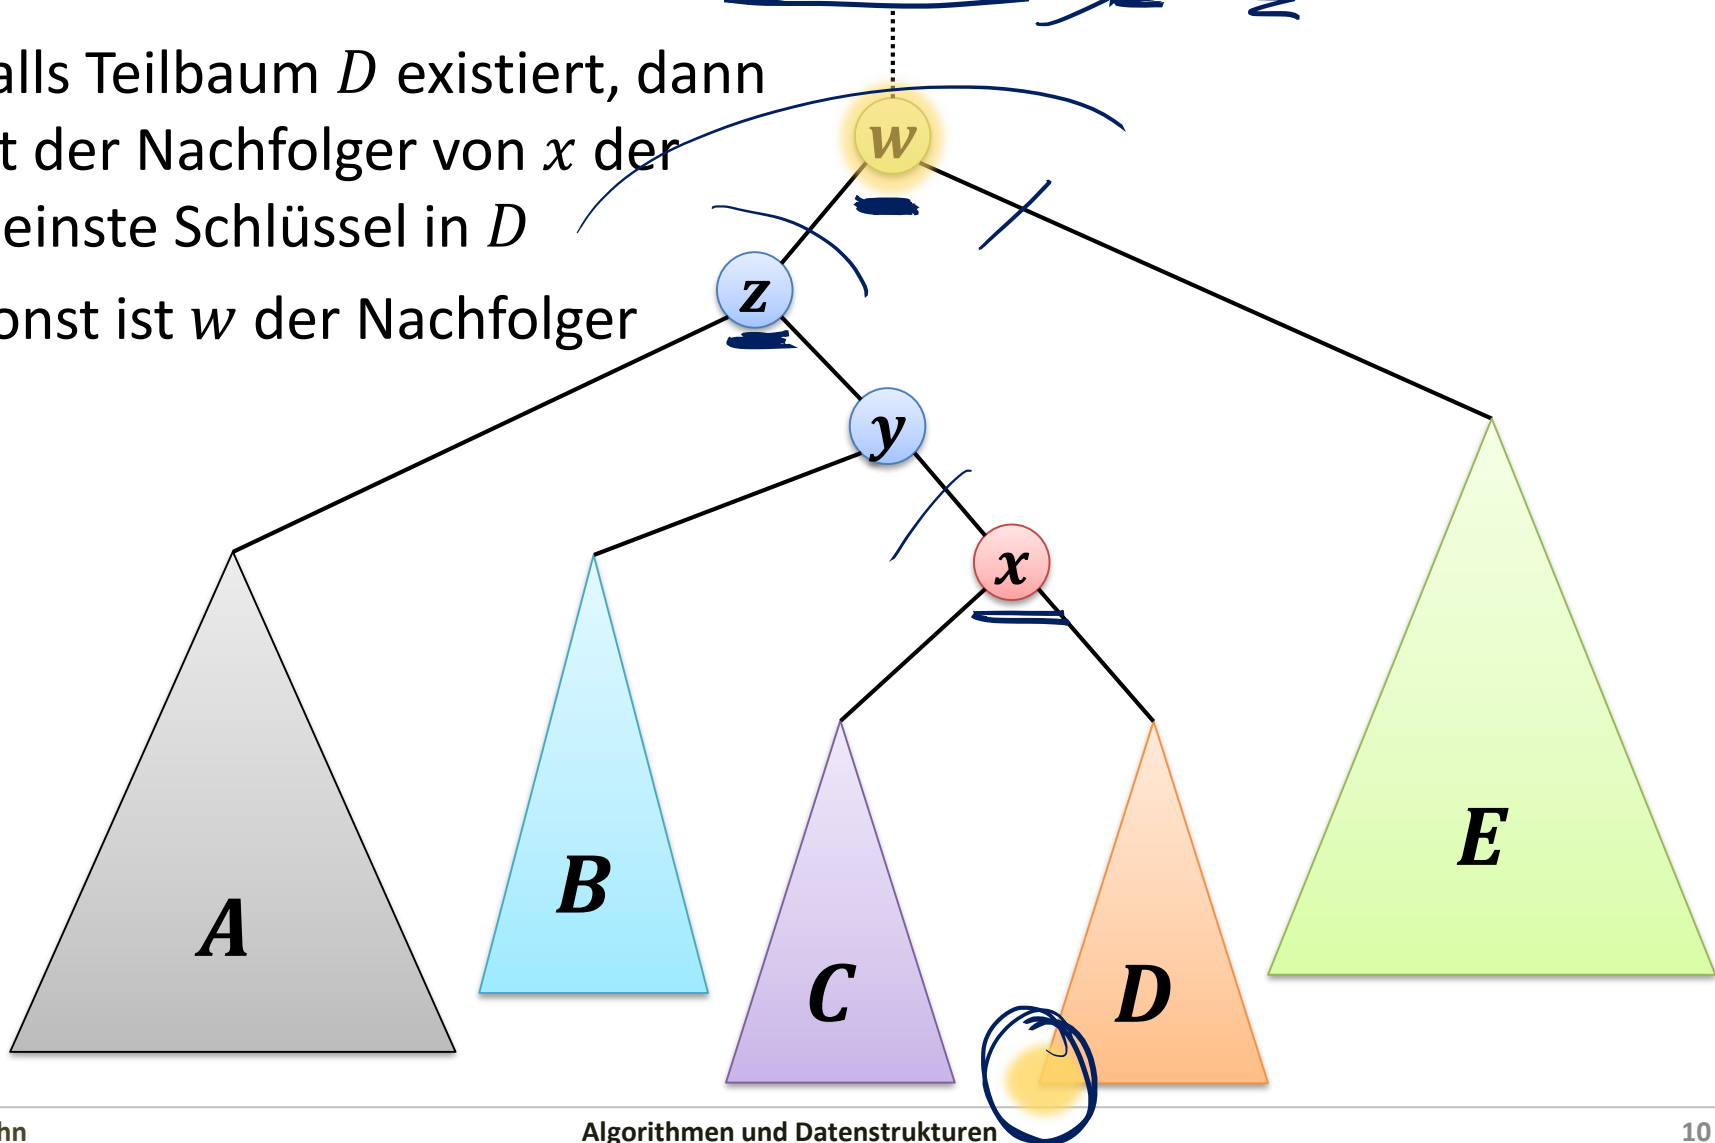 alls Teilbaum D existiert, dann
t der Nachfolger von x der
einste Schlüssel in D
onst ist w der Nachfolger
w
z
y
x
A
B
C
D
E
hn
Algorithmen und Datenstrukturen
10